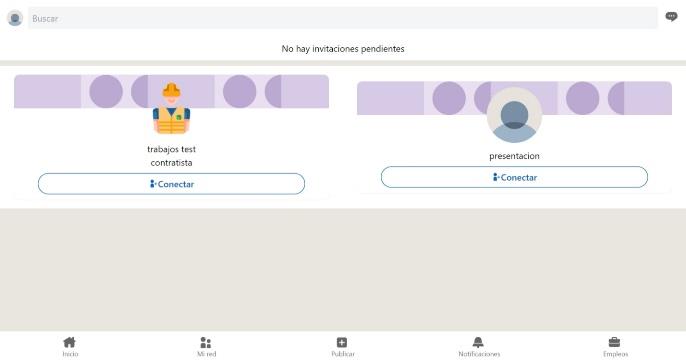 Buscar
No hay invitaciones pendientes
trabajos test
contratista
Conectar
presentacion
Conectar
Inicio
Mi red
Publicar
Notificaciones
Empleos